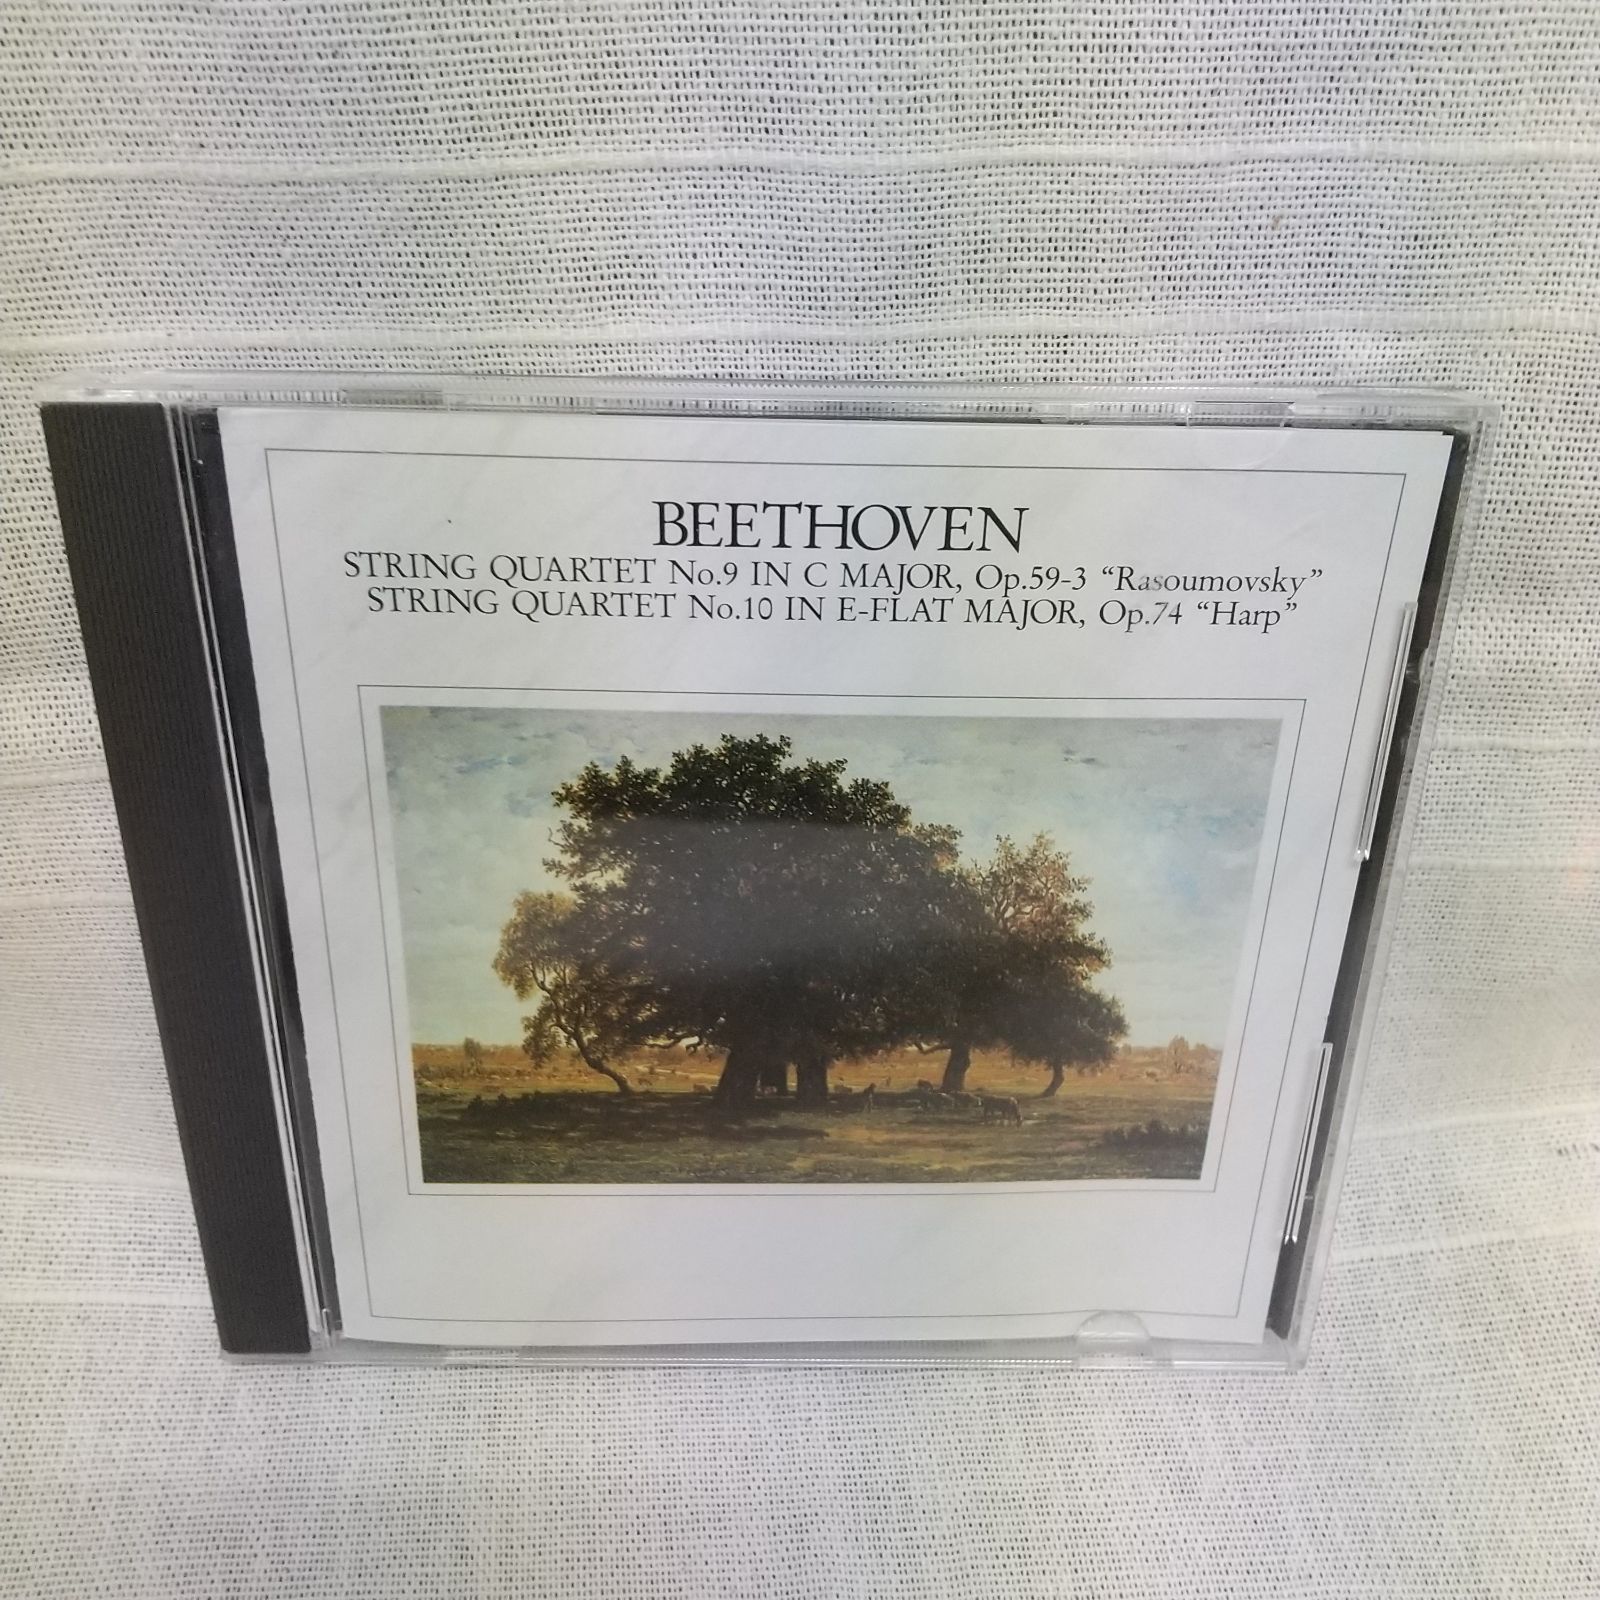 BEETHOVEN
STRING QUARTET No.9 IN C MAJOR, Op.59-3 “Rasoumovsky”
STRING QUARTET No.10 IN E-FLAT MAJOR, Op.74 “Harp”